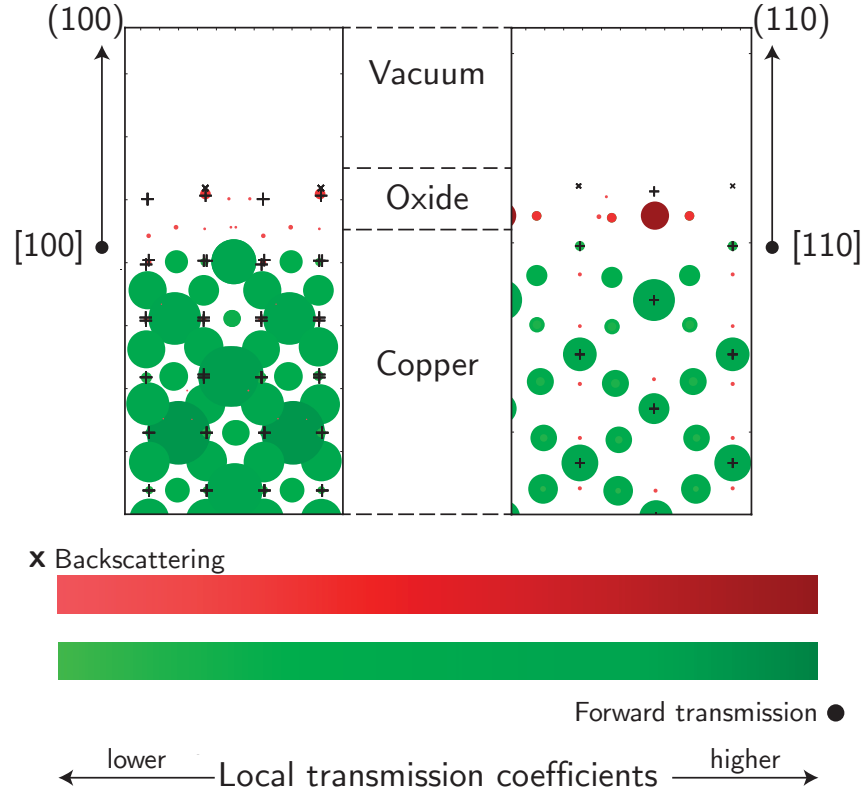 (100)
(110)
Vacuum
Oxide
[100]
[110]
Copper
x Backscattering
Forward transmission
lower
higher
Local transmission coefficients